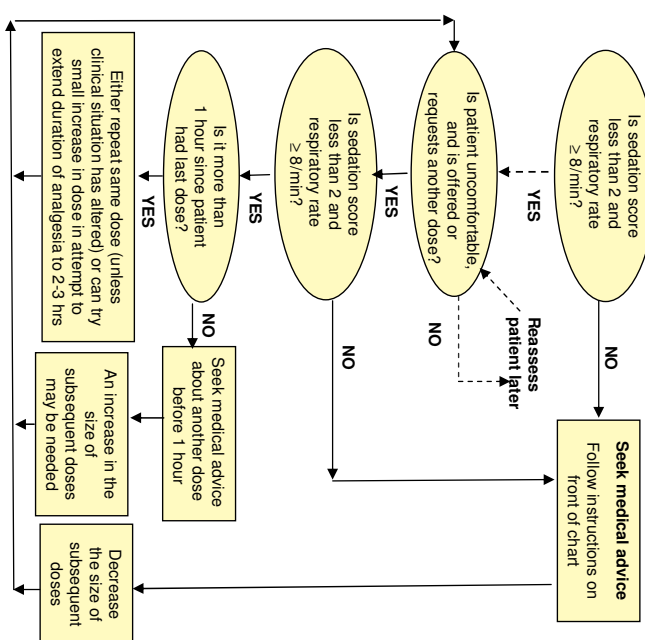 Is sedation score
less than 2 and
respiratory rate
≥ 8/min?
NO
Seek medical advice
Follow instructions on
front of chart
YES
Reassess
patient later
Is patient uncomfortable,
and is offered or
requests another dose?
NO
YES
Is sedation score
less than 2 and
respiratory rate
≥ 8/min?
NO
YES
Is it more than
1 hour since patient
had last dose?
NO
Seek medical advice
about another dose
before 1 hour
YES
Either repeat same dose (unless
clinical situation has altered) or can try
small increase in dose in attempt to
extend duration of analgesia to 2-3 hrs
An increase in the
size of
subsequent doses
may be needed
Decrease
the size of
subsequent
doses